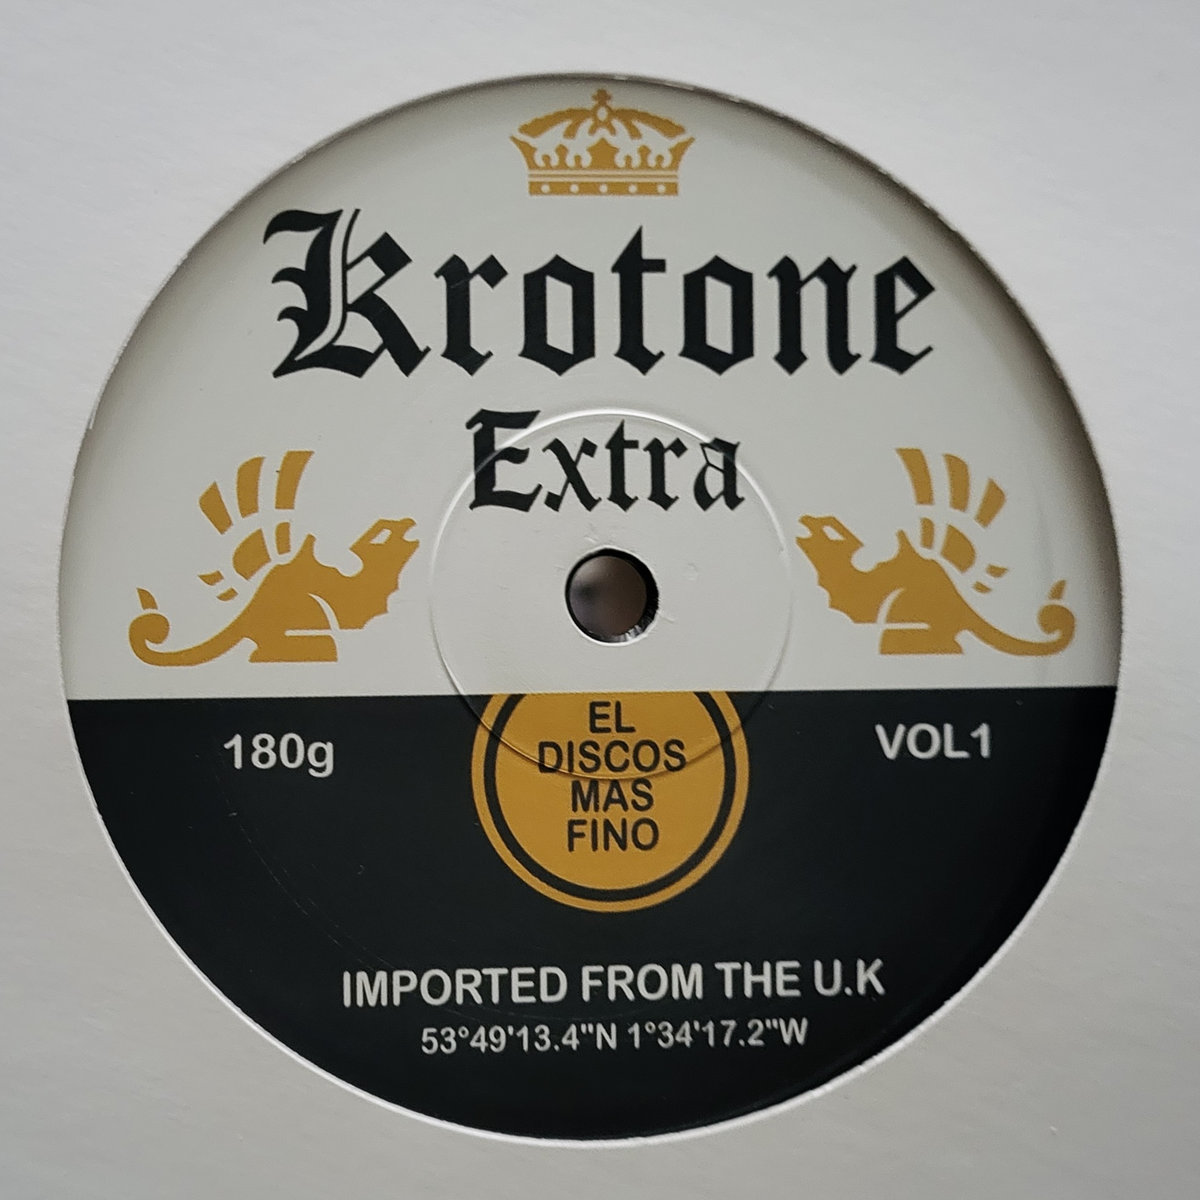 Krotone
Extra
180g
VOL1
EL
DISCOS
MAS
FINO
IMPORTED FROM THE U.K
53°49'13.4"N 1°34'17.2"W